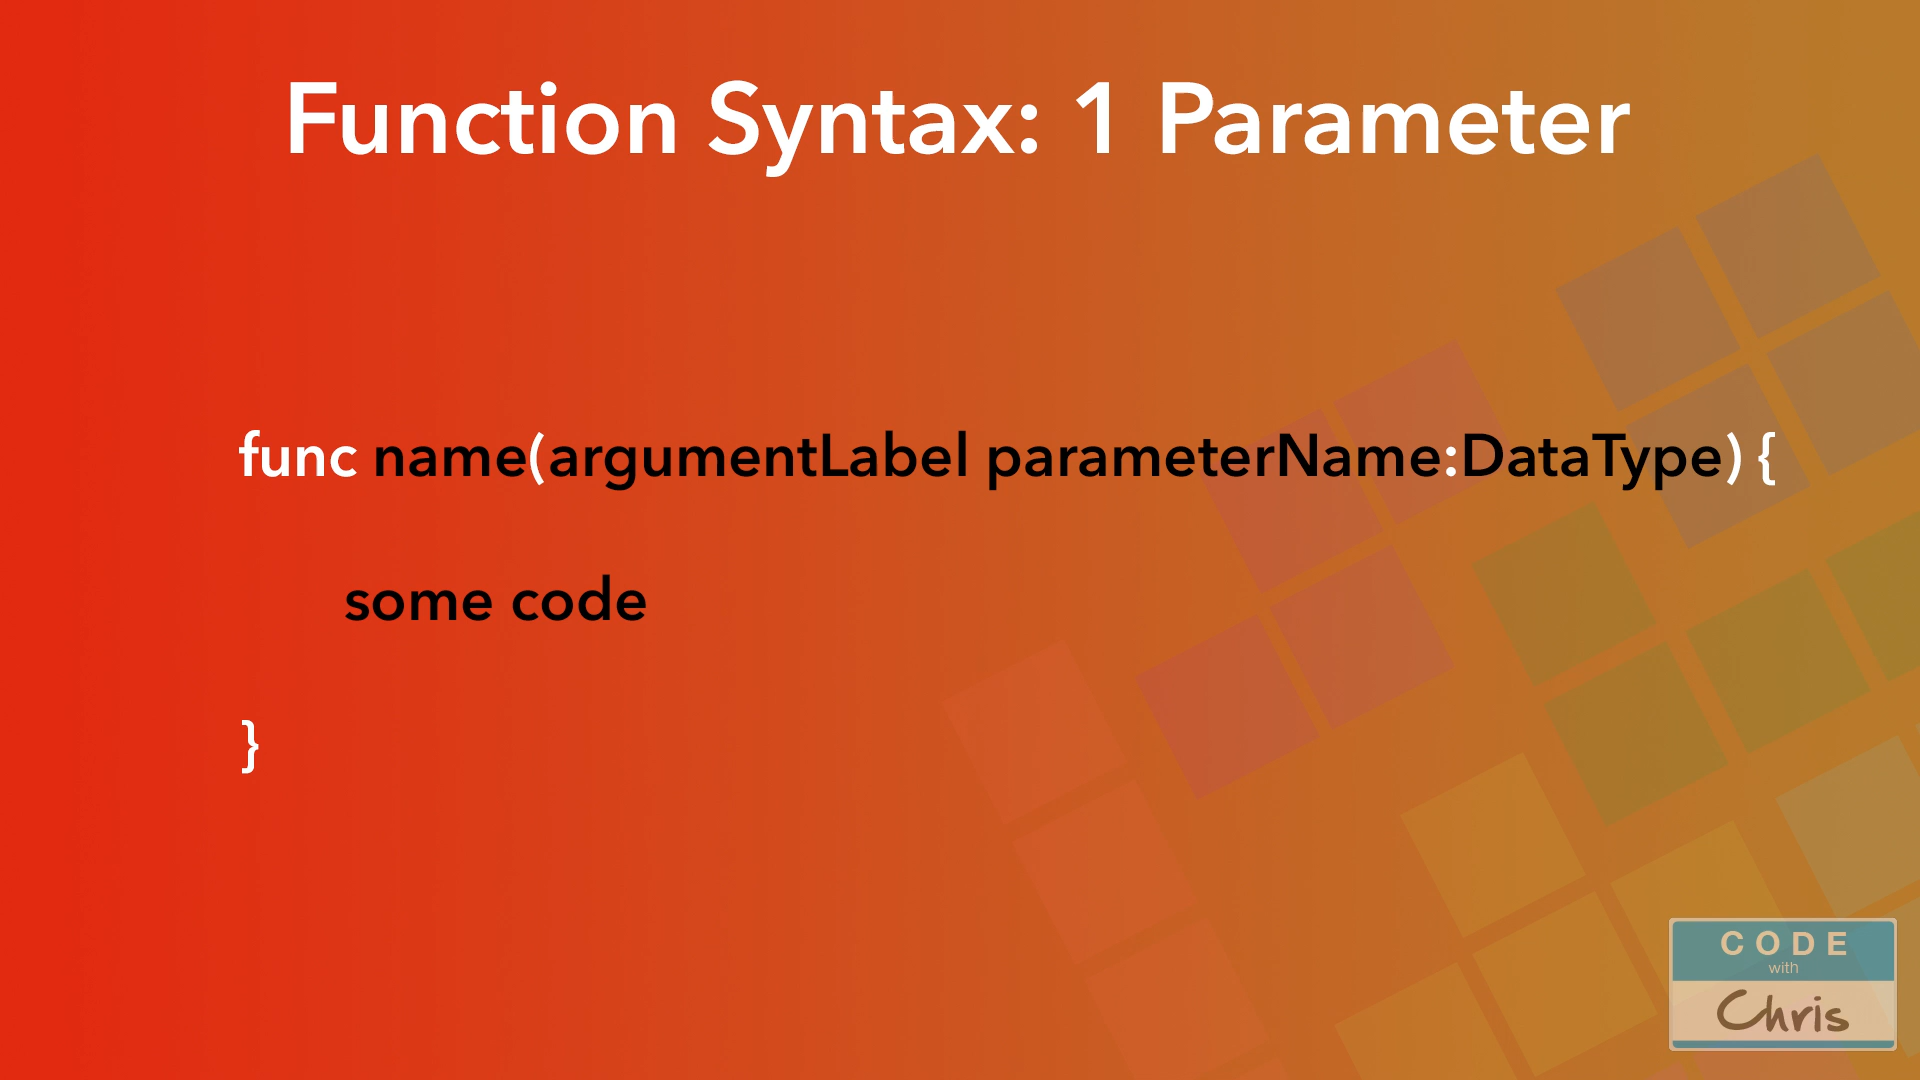 Function Syntax: 1 Parameter
func name(argumentLabel parameterName:DataType) {
some code
}
CODE
with
Chris